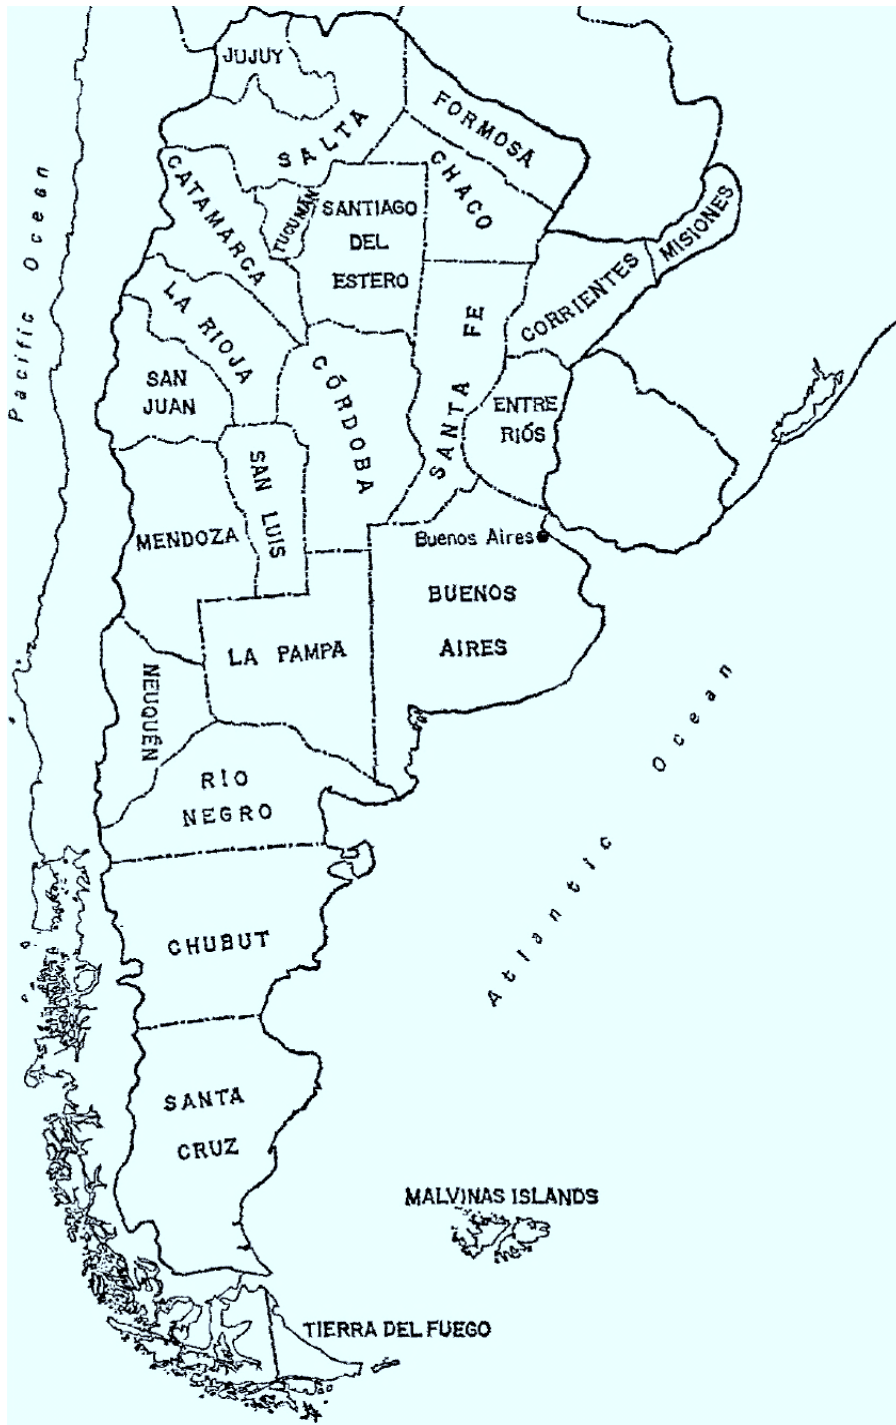 JUJUY
FORMOSA
SALTA
CHACO
CATAMARCA
TUCUMÁN
SANTIAGO
DEL
ESTERO
MISIONES
Pacific Ocean
CORRIENTES
LA RIOJA
SANTA FE
SAN
JUAN
CÓRDOBA
ENTRE
RIÓS
SAN LUIS
MENDOZA
Buenos Aires
BUENOS
AIRES
LA PAMPA
NEUQUÉN
RÍO
NEGRO
Atlantic Ocean
CHUBUT
SANTA
CRUZ
MALVINAS ISLANDS
TIERRA DEL FUEGO